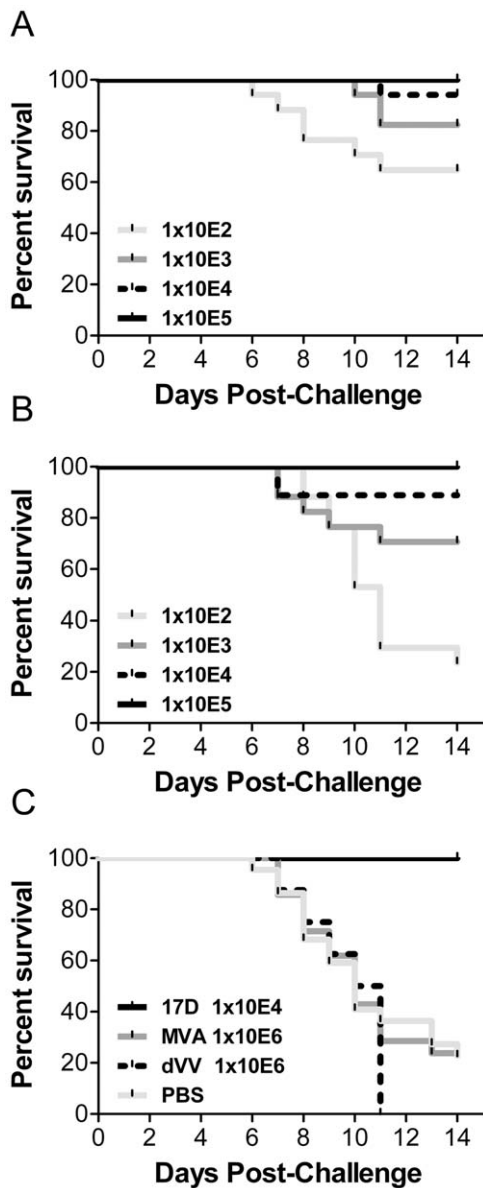 A
Percent survival
100
80
60
40
20
0
1x10E2
1x10E3
1x10E4
1x10E5
0 2 4 6 8 10 12 14
Days Post-Challenge
B
Percent survival
100
80
60
40
20
0
1x10E2
1x10E3
1x10E4
1x10E5
0 2 4 6 8 10 12 14
Days Post-Challenge
C
Percent survival
100
80
60
40
20
0
17D 1x10E4
MVA 1x10E6
dVV 1x10E6
PBS
0 2 4 6 8 10 12 14
Days Post-Challenge